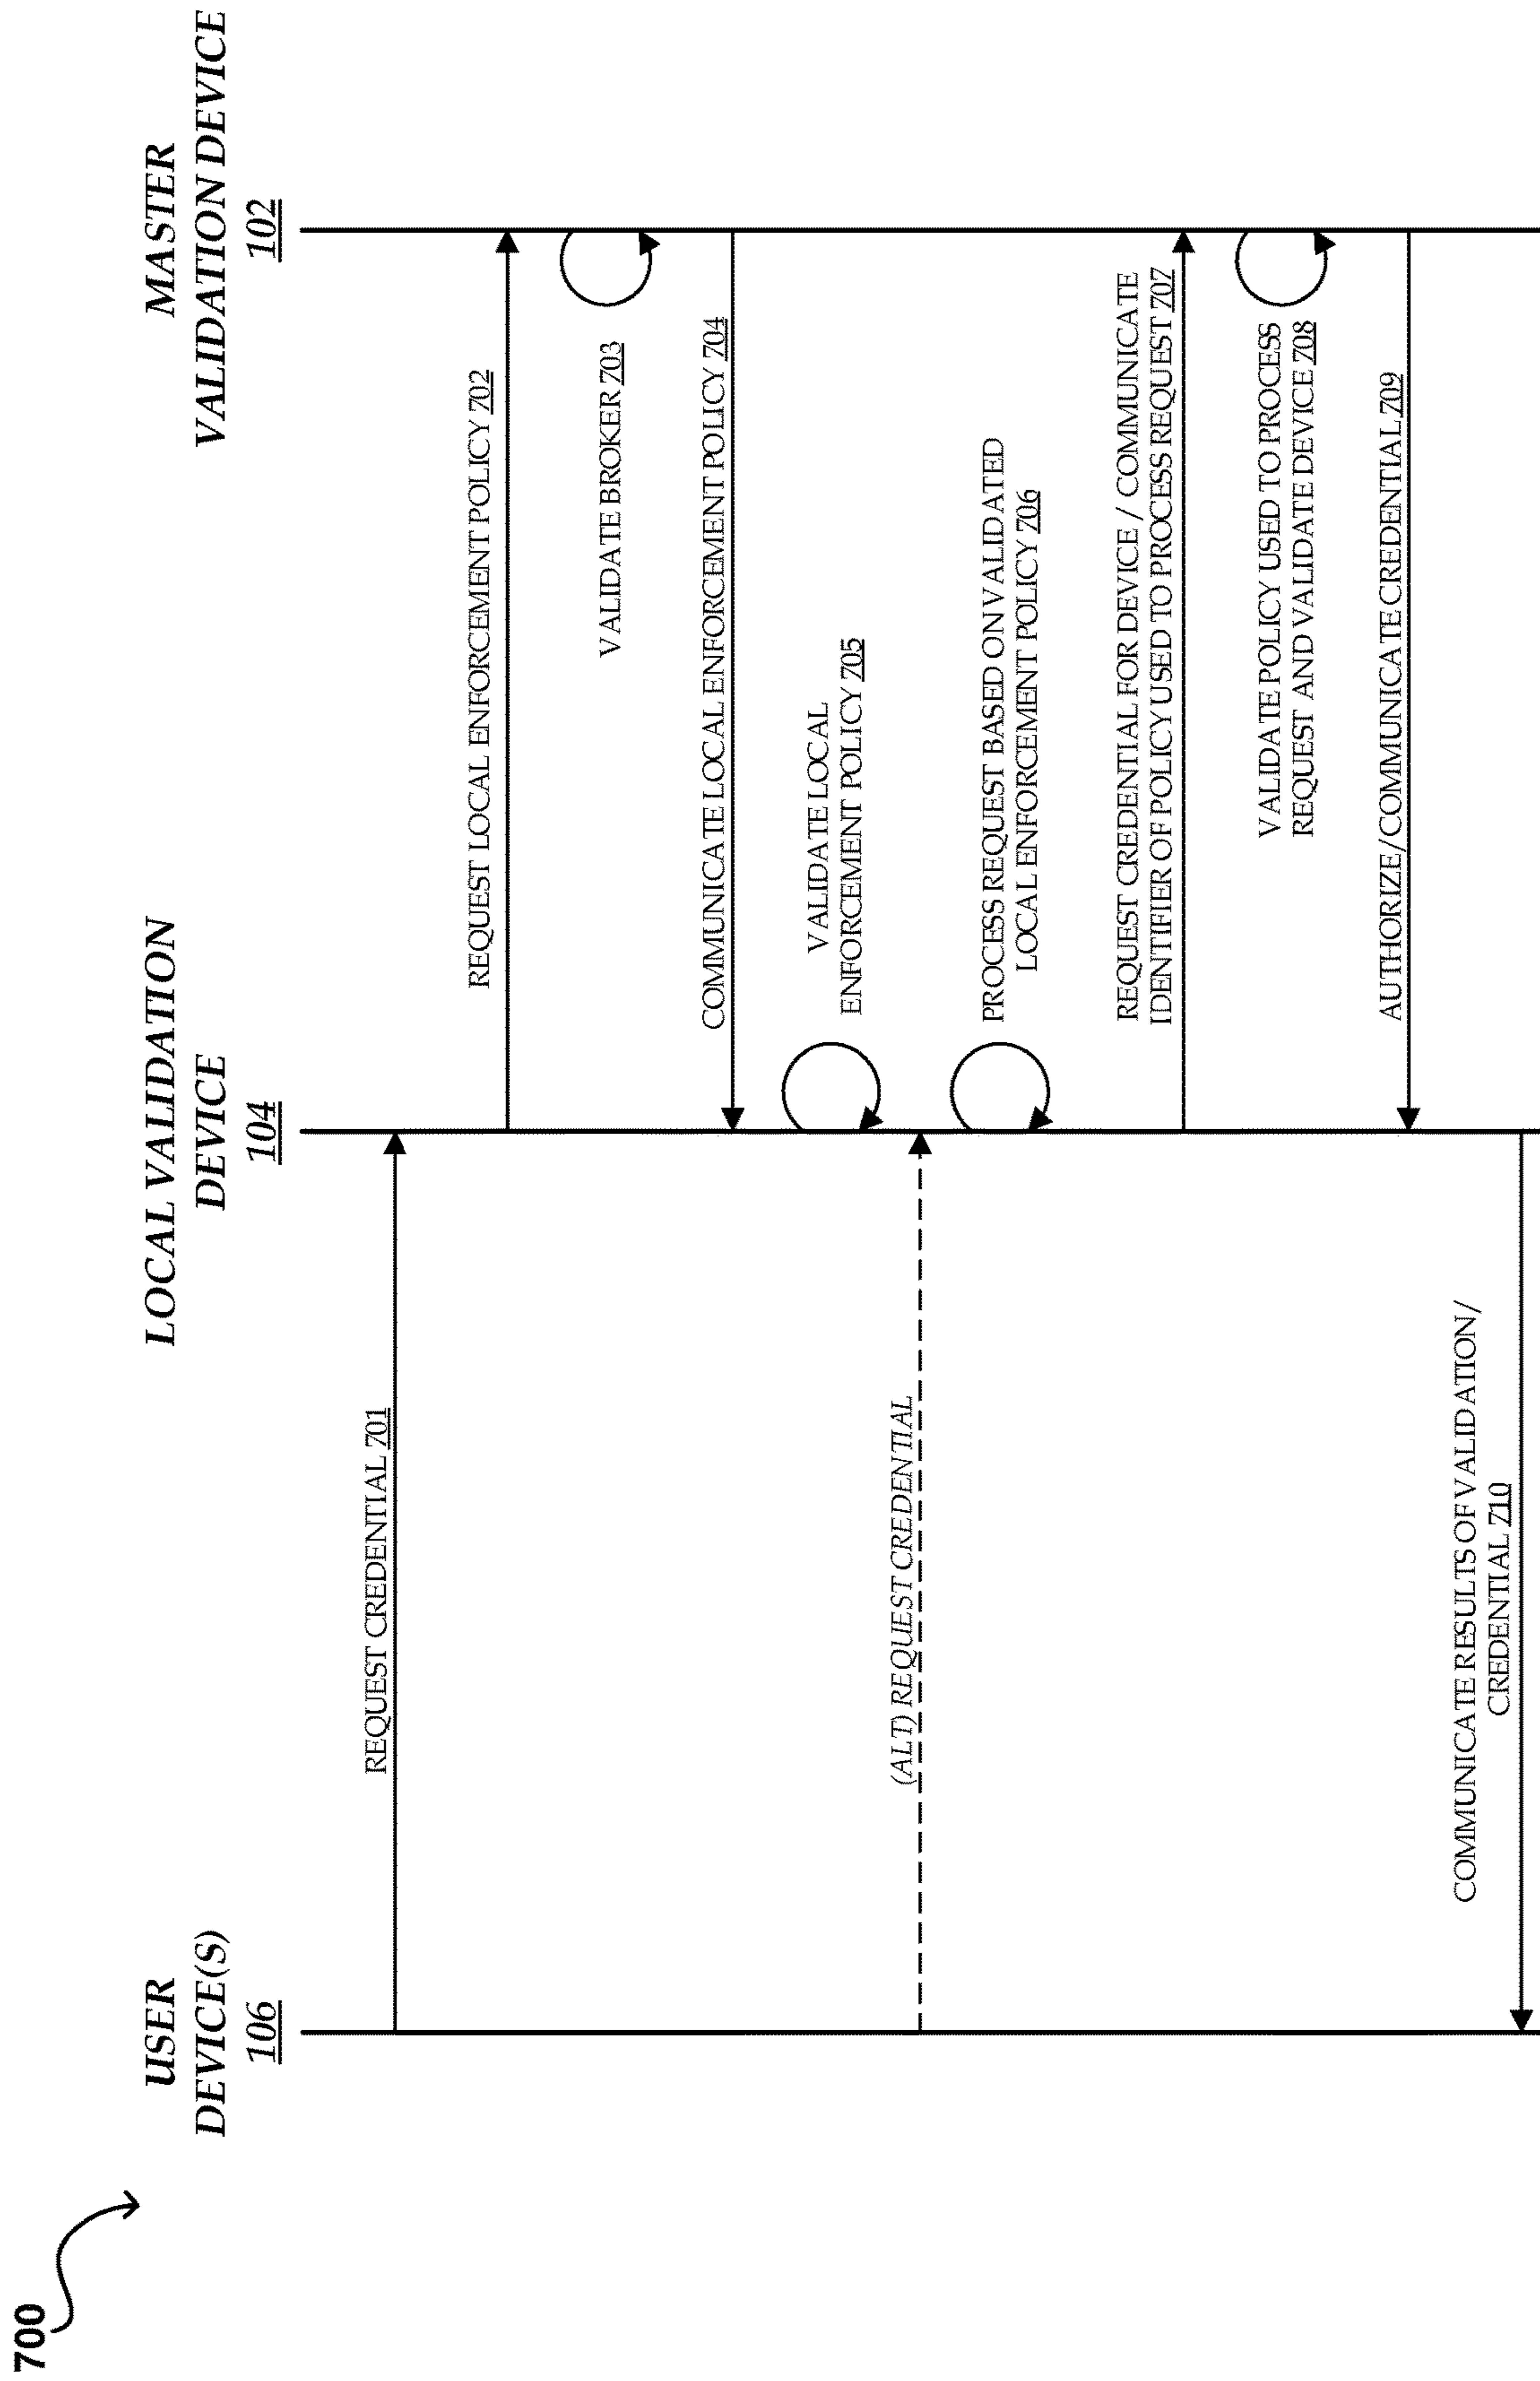 700
USER
DEVICE(S)
106
LOCAL VALIDATION
DEVICE
104
MASTER
VALIDATION DEVICE
102
REQUEST CREDENTIAL 701
REQUEST LOCAL ENFORCEMENT POLICY 702
VALIDATE BROKER 703
COMMUNICATE LOCAL ENFORCEMENT POLICY 704
VALIDATE LOCAL
ENFORCEMENT POLICY 705
(ALT) REQUEST CREDENTIAL
PROCESS REQUEST BASED ON VALIDATED
LOCAL ENFORCEMENT POLICY 706
REQUEST CREDENTIAL FOR DEVICE / COMMUNICATE
IDENTIFIER OF POLICY USED TO PROCESS REQUEST 707
VALIDATE POLICY USED TO PROCESS
REQUEST AND VALIDATE DEVICE 708
AUTHORIZE/COMMUNICATE CREDENTIAL 709
COMMUNICATE RESULTS OF VALIDATION/
CREDENTIAL 710